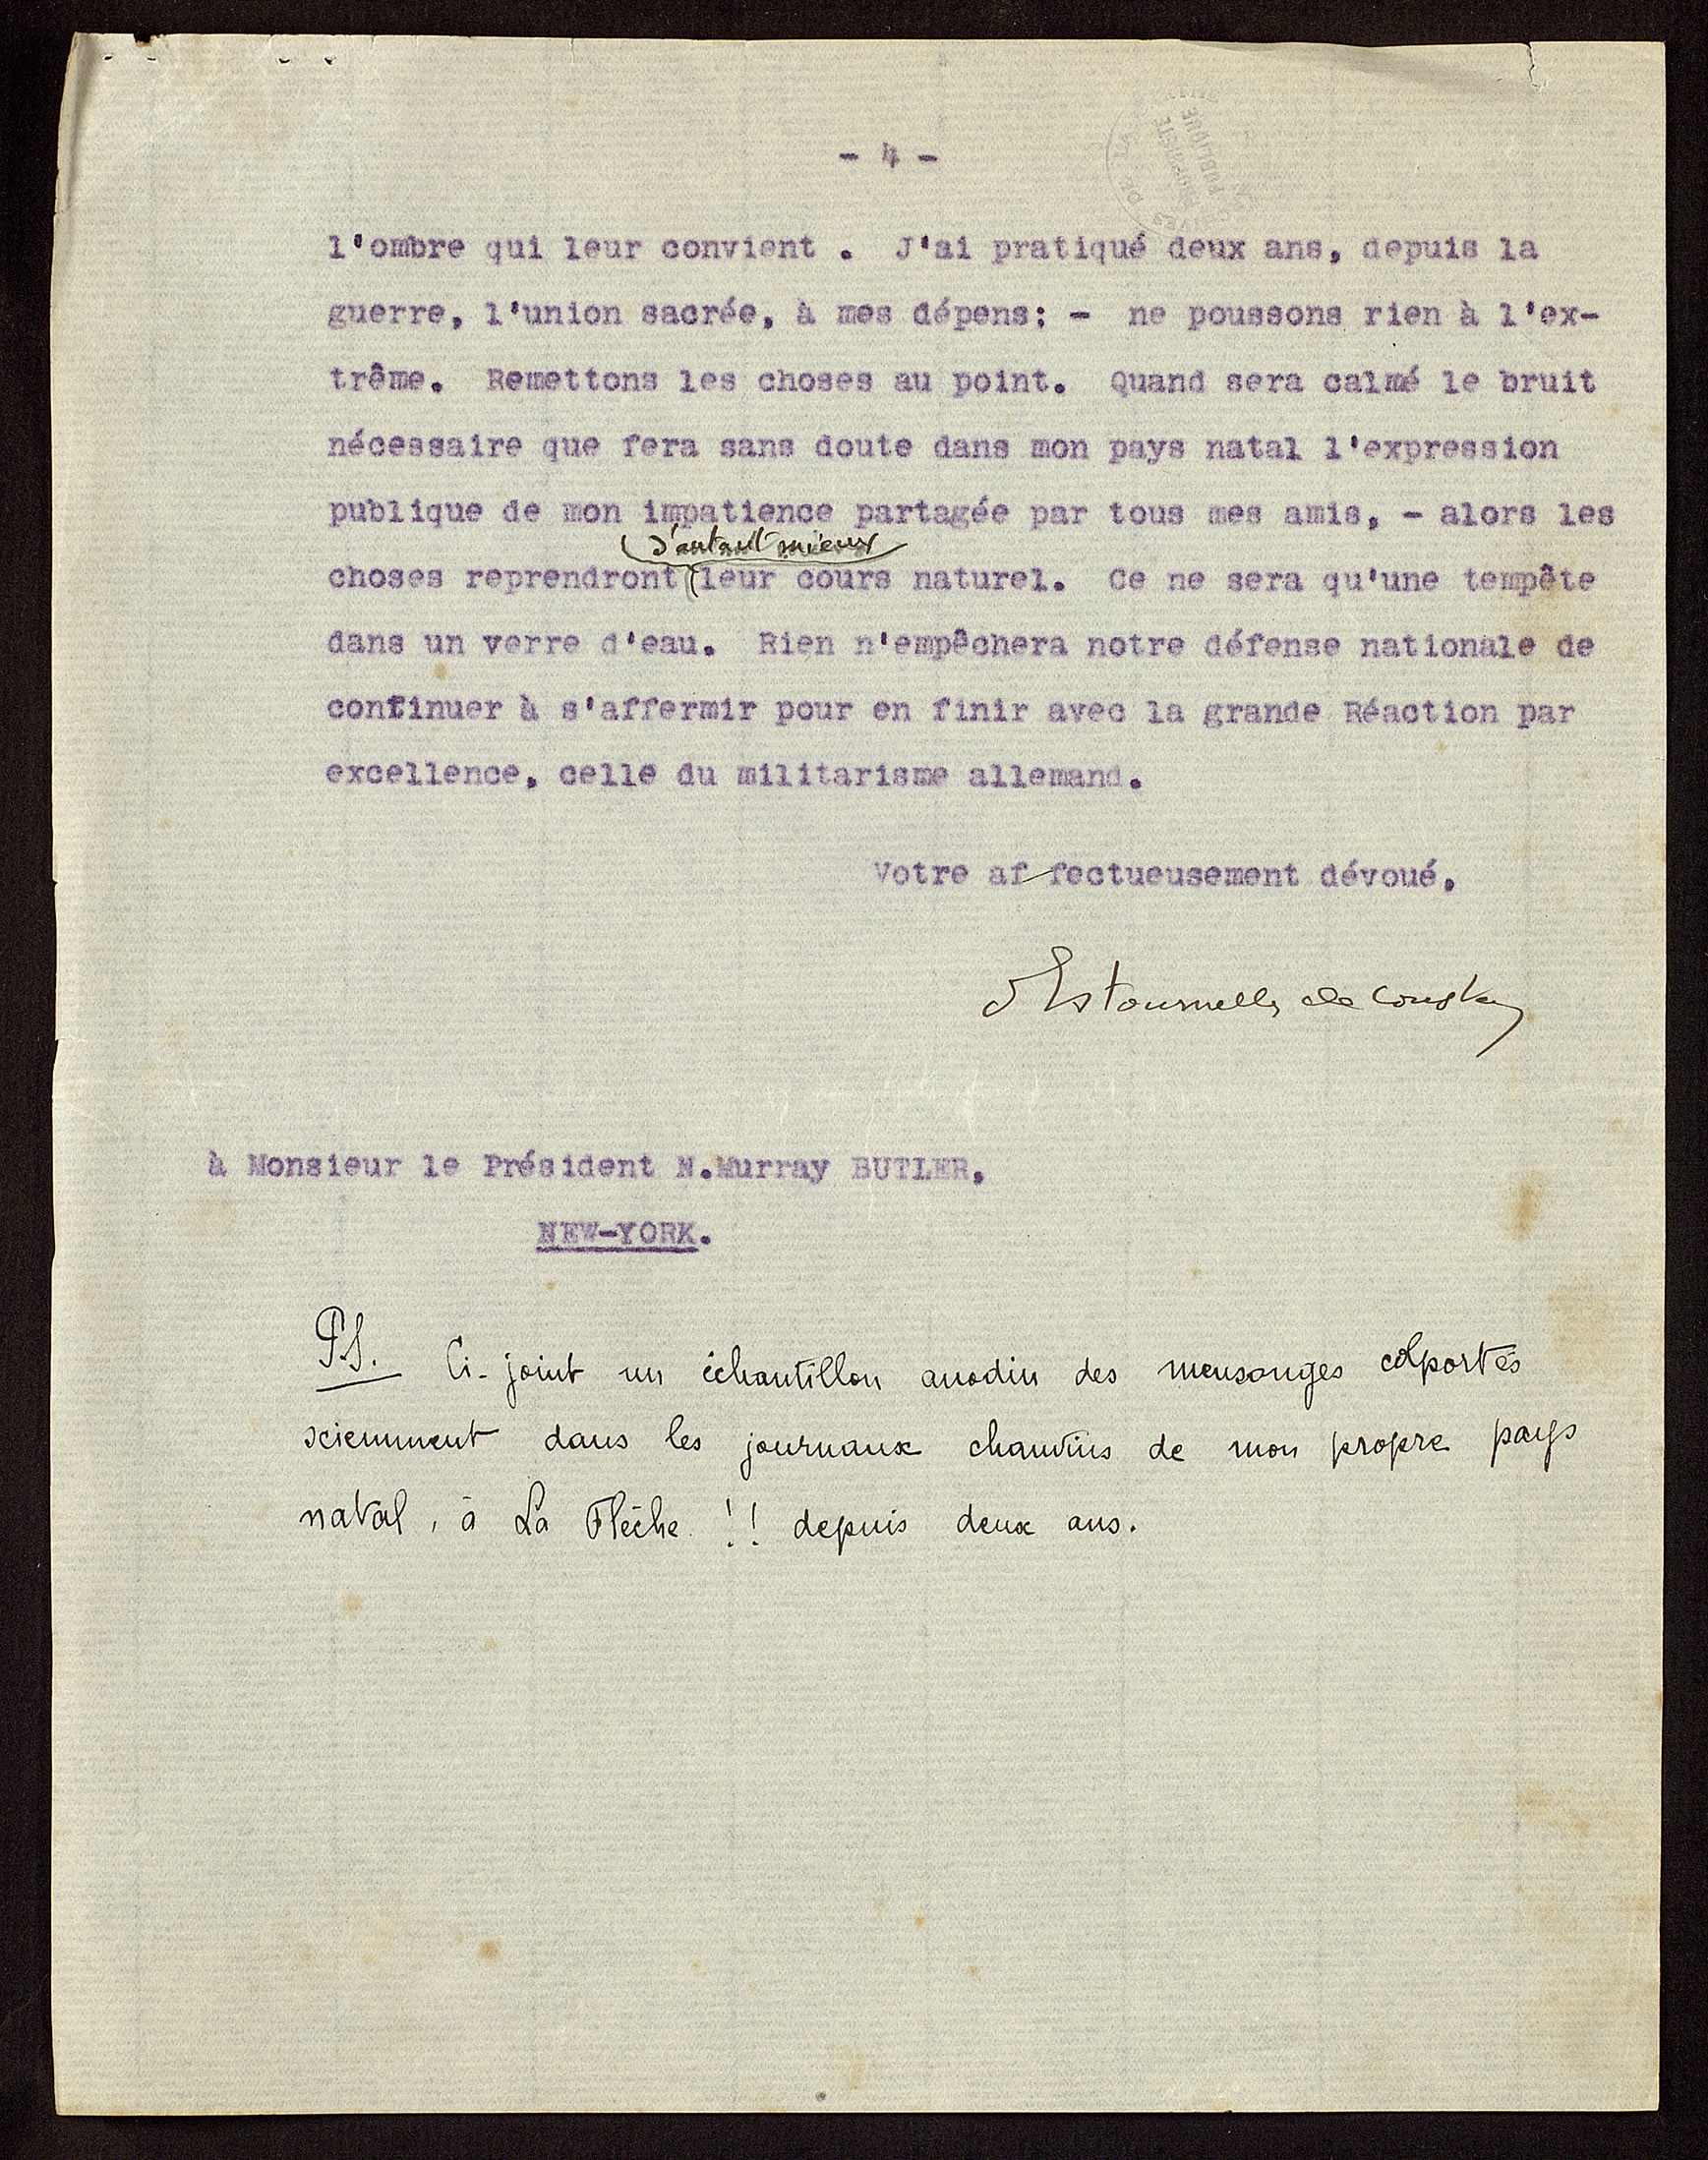 - 4 -
l'ombre qui leur convient . J'ai pratiqué deux ans, depuis la
guerre, l'union sacrée, à mes dépens; - ne poussons rien à l'ex-
trême. Remettons les choses au point. Quand sera calmé le bruit
nécessaire que fera sans doute dans mon pays natal l'expression
publique de mon impatience partagée par tous mes amis, - alors les
d'autant mieux
choses reprendront leur cours naturel. Ce ne sera qu'une tempête
dans un verre d'eau. Rien n'empêchera notre défense nationale de
continuer à s'affermir pour en finir avec la grande Réaction par
excellence, celle du militarisme allemand.
Votre affectueusement dévoué,
d'Estournelles de Constant
à Monsieur le Président N.Murray BUTLER,
NEW-YORK.
P.S. Ci-joint un échantillon anodin des mensonges colportés
sciemment dans les journaux chauvins de mon propre pays
natal, à La Flèche !! depuis deux ans.